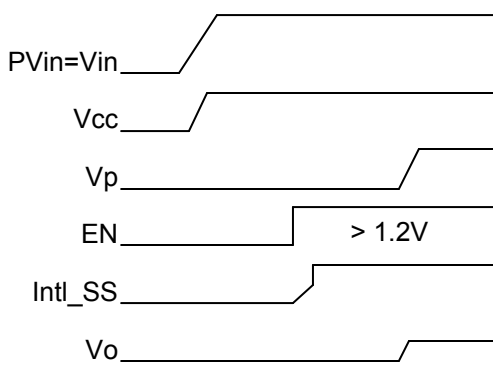 PVin=Vin
Vcc
Vp
EN
> 1.2V
Intl_SS
Vo